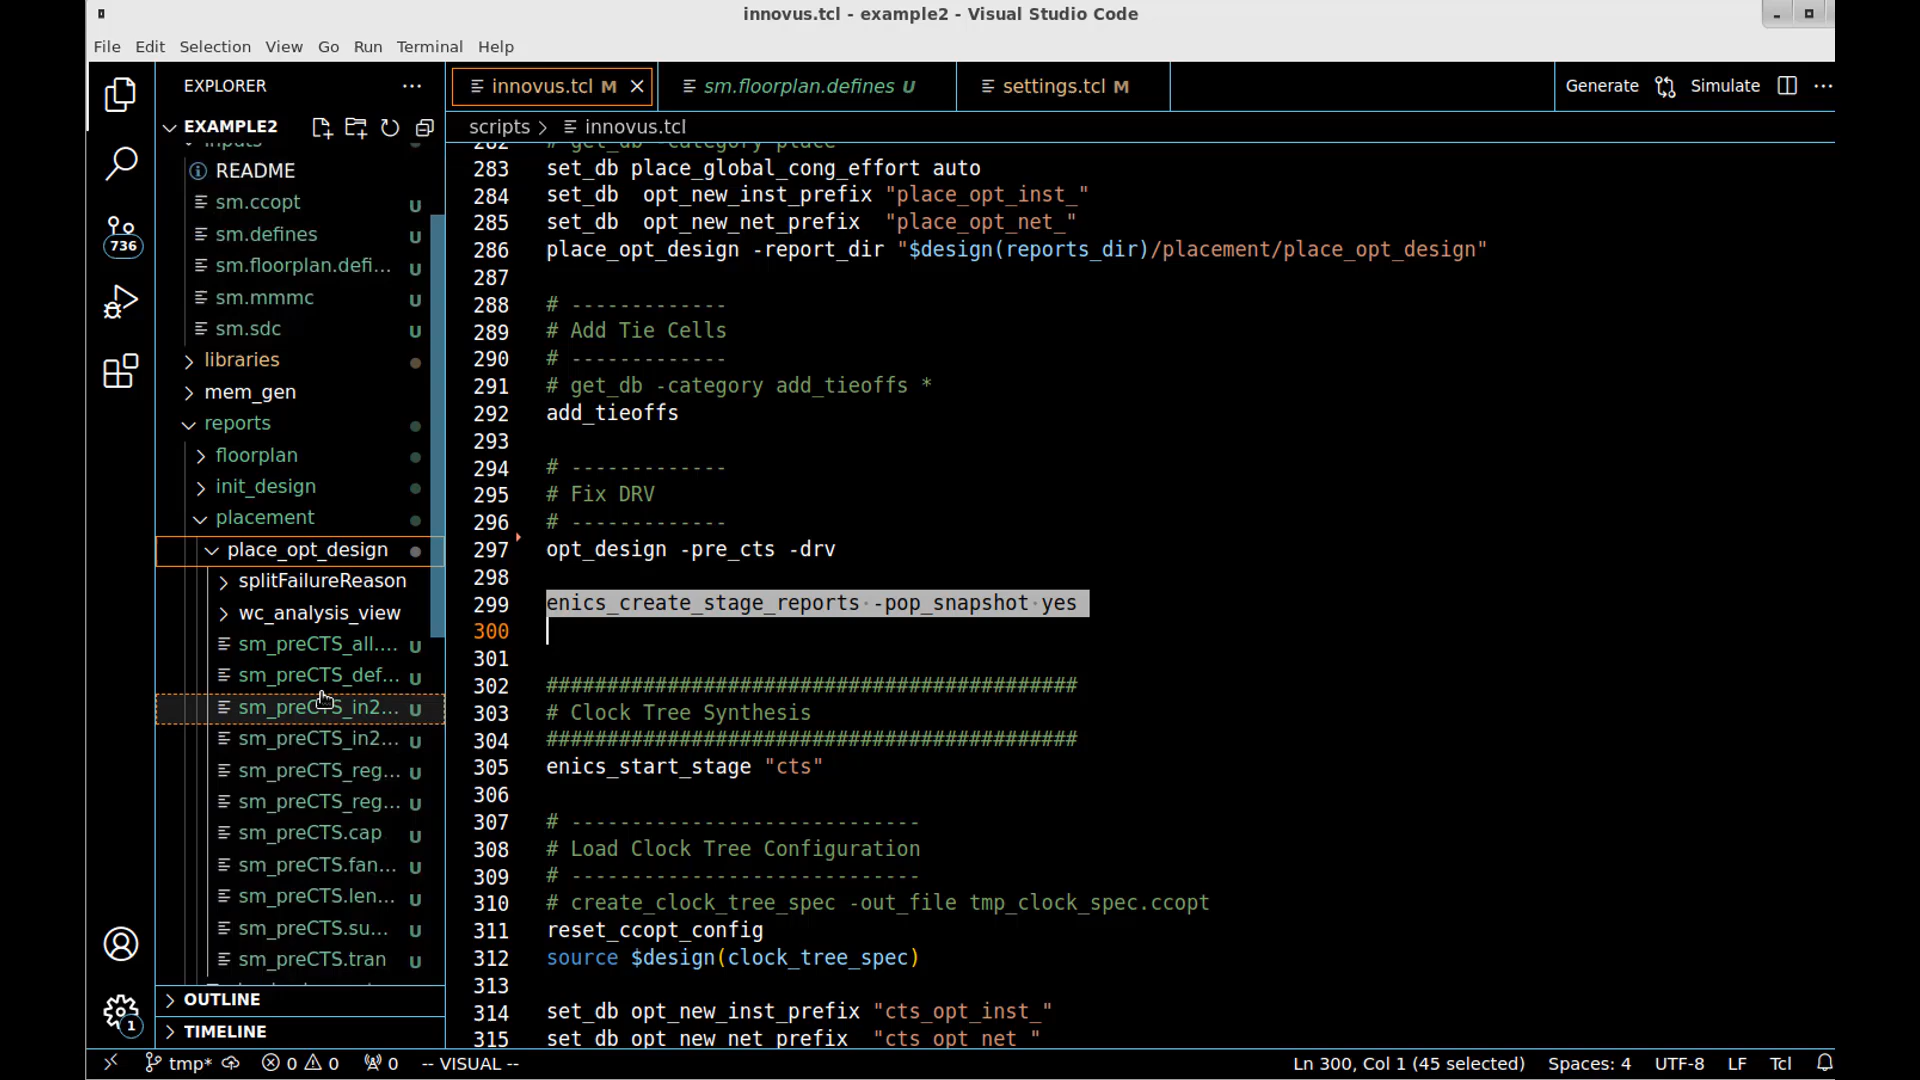 innovus.tcl - example2 - Visual Studio Code
File Edit Selection View Go Run Terminal Help
EXPLORER
EXAMPLE2
inputs
README
sm.ccopt U
sm.defines U
sm.floorplan.defi... U
sm.mmmc U
sm.sdc U
libraries
mem_gen
reports
floorplan
init_design
placement
place_opt_design
splitFailureReason
wc_analysis_view
sm_preCTS_all.... U
sm_preCTS_def... U
sm_preCTS_in2... U
sm_preCTS_in2... U
sm_preCTS_reg... U
sm_preCTS_reg... U
sm_preCTS.cap U
sm_preCTS.fan... U
sm_preCTS.len... U
sm_preCTS.su... U
sm_preCTS.tran U
OUTLINE
TIMELINE
736
1
innovus.tcl M
sm.floorplan.defines U
settings.tcl M
Generate Simulate
scripts > innovus.tcl
282 # get_db -category place
283 set_db place_global_cong_effort auto
284 set_db  opt_new_inst_prefix "place_opt_inst_"
285 set_db  opt_new_net_prefix  "place_opt_net_"
286 place_opt_design -report_dir "$design(reports_dir)/placement/place_opt_design"
287
288 # -------------
289 # Add Tie Cells
290 # -------------
291 # get_db -category add_tieoffs *
292 add_tieoffs
293
294 # -------------
295 # Fix DRV
296 # -------------
297 opt_design -pre_cts -drv
298
299 enics_create_stage_reports -pop_snapshot yes
300
301
302 ############################################
303 # Clock Tree Synthesis
304 ############################################
305 enics_start_stage "cts"
306
307 # -----------------------------
308 # Load Clock Tree Configuration
309 # -----------------------------
310 # create_clock_tree_spec -out_file tmp_clock_spec.ccopt
311 reset_ccopt_config
312 source $design(clock_tree_spec)
313
314 set_db opt_new_inst_prefix "cts_opt_inst_"
315 set_db opt_new_net_prefix  "cts_opt_net_"
tmp* 0 0 0 -- VISUAL -- Ln 300, Col 1 (45 selected) Spaces: 4 UTF-8 LF Tcl